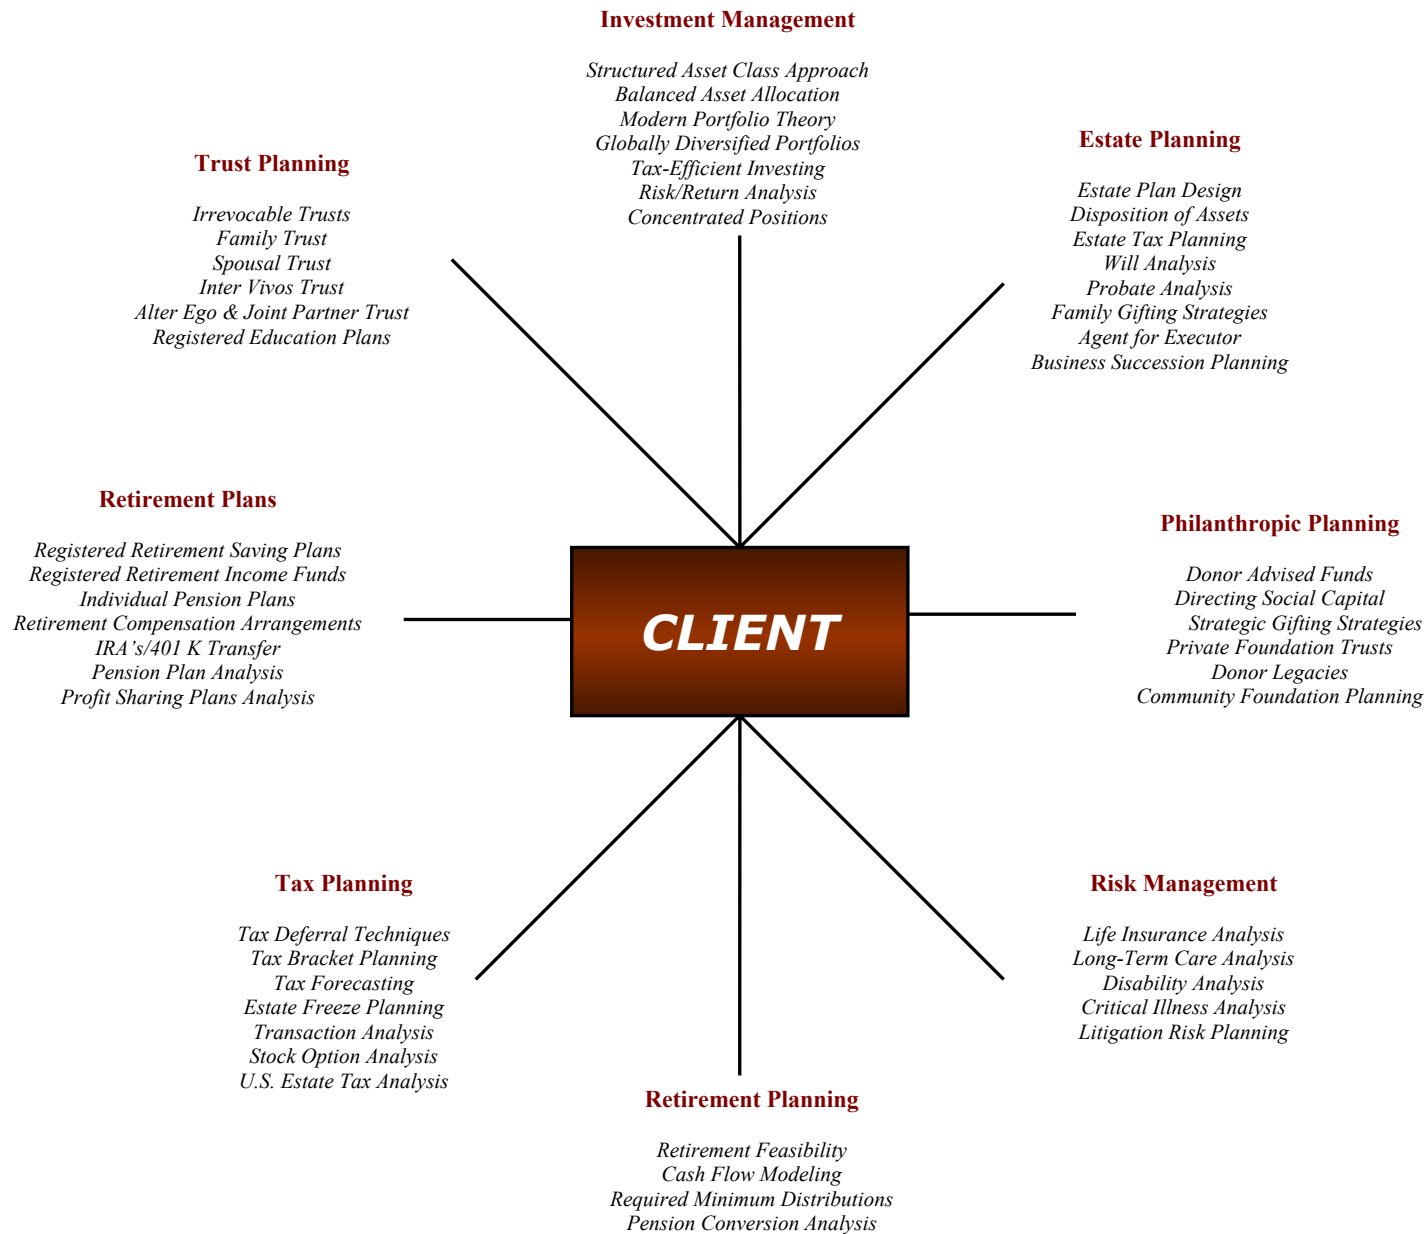 Investment Management
Structured Asset Class Approach
Balanced Asset Allocation
Modern Portfolio Theory
Globally Diversified Portfolios
Tax-Efficient Investing
Risk/Return Analysis
Concentrated Positions
Trust Planning
Irrevocable Trusts
Family Trust
Spousal Trust
Inter Vivos Trust
Alter Ego & Joint Partner Trust
Registered Education Plans
Estate Planning
Estate Plan Design
Disposition of Assets
Estate Tax Planning
Will Analysis
Probate Analysis
Family Gifting Strategies
Agent for Executor
Business Succession Planning
Retirement Plans
Registered Retirement Saving Plans
Registered Retirement Income Funds
Individual Pension Plans
Retirement Compensation Arrangements
IRA's/401 K Transfer
Pension Plan Analysis
Profit Sharing Plans Analysis
CLIENT
Philanthropic Planning
Donor Advised Funds
Directing Social Capital
Strategic Gifting Strategies
Private Foundation Trusts
Donor Legacies
Community Foundation Planning
Tax Planning
Tax Deferral Techniques
Tax Bracket Planning
Tax Forecasting
Estate Freeze Planning
Transaction Analysis
Stock Option Analysis
U.S. Estate Tax Analysis
Risk Management
Life Insurance Analysis
Long-Term Care Analysis
Disability Analysis
Critical Illness Analysis
Litigation Risk Planning
Retirement Planning
Retirement Feasibility
Cash Flow Modeling
Required Minimum Distributions
Pension Conversion Analysis